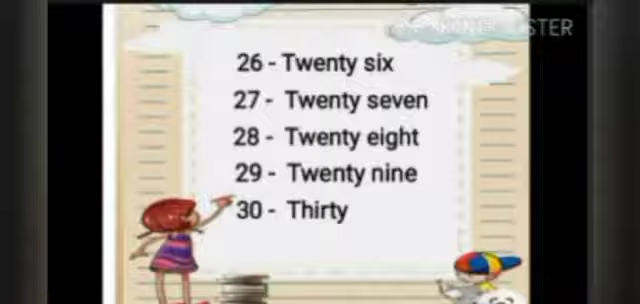 26 - Twenty six
27 - Twenty seven
28 - Twenty eight
29 - Twenty nine
30 - Thirty